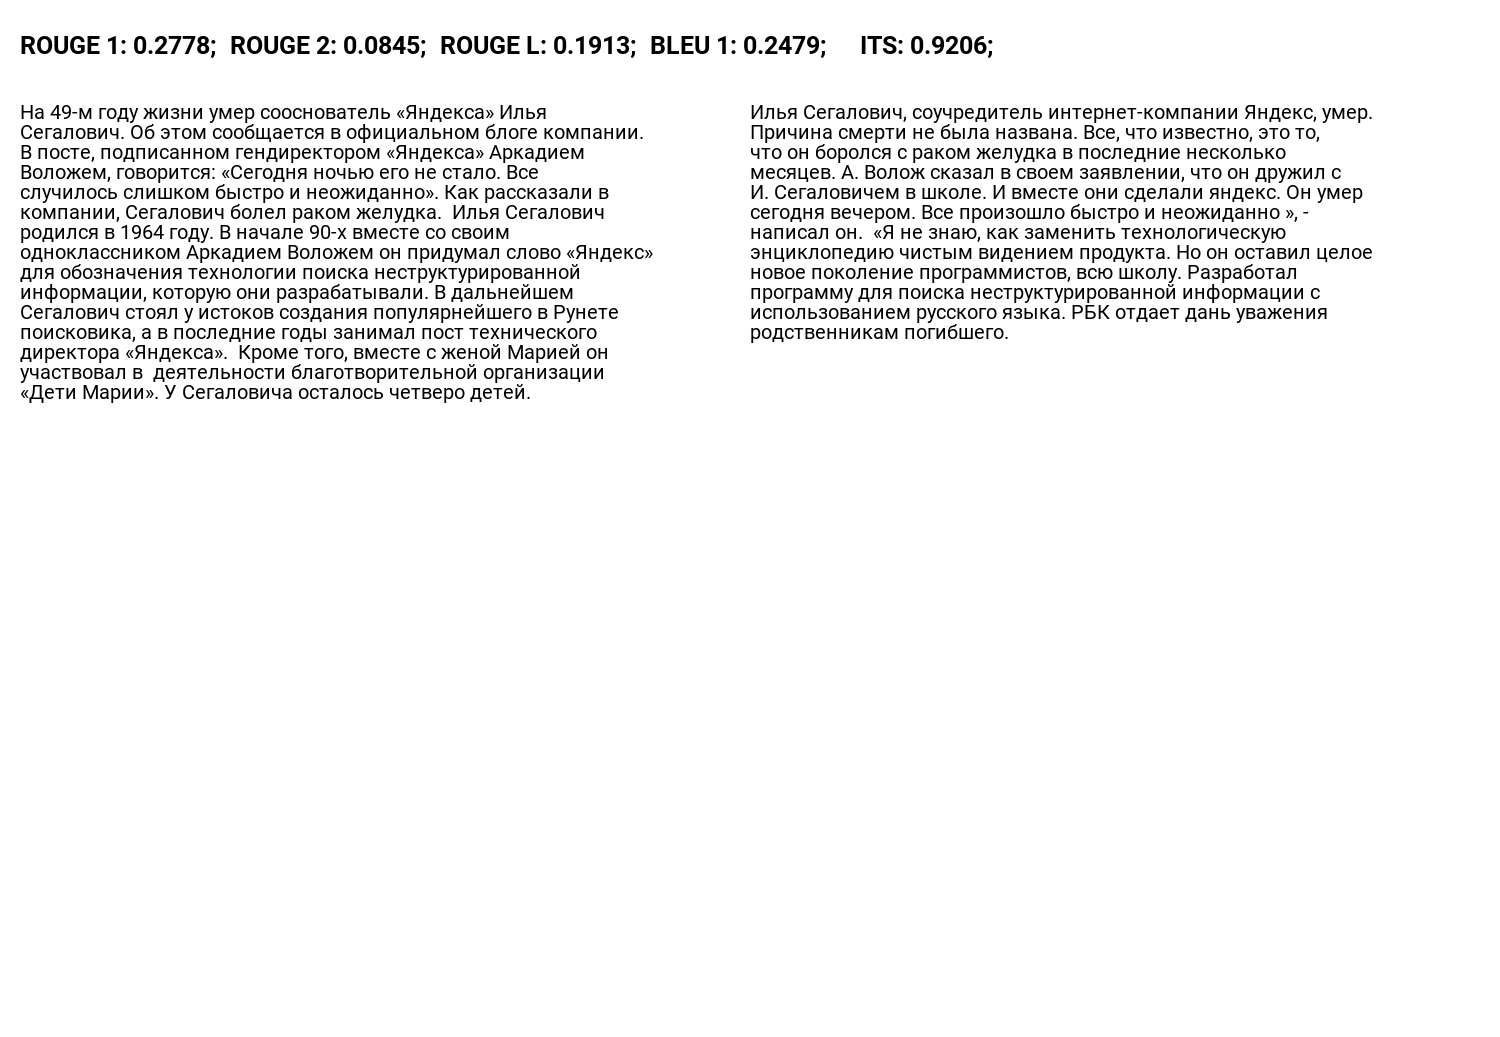 ROUGE 1: 0.2778; ROUGE 2: 0.0845; ROUGE L: 0.1913; BLEU 1: 0.2479; ITS: 0.9206;
На 49-м году жизни умер сооснователь «Яндекса» Илья
Сегалович. Об этом сообщается в официальном блоге компании.
В посте, подписанном гендиректором «Яндекса» Аркадием
Воложем, говорится: «Сегодня ночью его не стало. Все
случилось слишком быстро и неожиданно». Как рассказали в
компании, Сегалович болел раком желудка.  Илья Сегалович
родился в 1964 году. В начале 90-х вместе со своим
одноклассником Аркадием Воложем он придумал слово «Яндекс»
для обозначения технологии поиска неструктурированной
информации, которую они разрабатывали. В дальнейшем
Сегалович стоял у истоков создания популярнейшего в Рунете
поисковика, а в последние годы занимал пост технического
директора «Яндекса».  Кроме того, вместе с женой Марией он
участвовал в  деятельности благотворительной организации
«Дети Марии». У Сегаловича осталось четверо детей.
Илья Сегалович, соучредитель интернет-компании Яндекс, умер.
Причина смерти не была названа. Все, что известно, это то,
что он боролся с раком желудка в последние несколько
месяцев. А. Волож сказал в своем заявлении, что он дружил с
И. Сегаловичем в школе. И вместе они сделали яндекс. Он умер
сегодня вечером. Все произошло быстро и неожиданно », -
написал он.  «Я не знаю, как заменить технологическую
энциклопедию чистым видением продукта. Но он оставил целое
новое поколение программистов, всю школу. Разработал
программу для поиска неструктурированной информации с
использованием русского языка. РБК отдает дань уважения
родственникам погибшего.